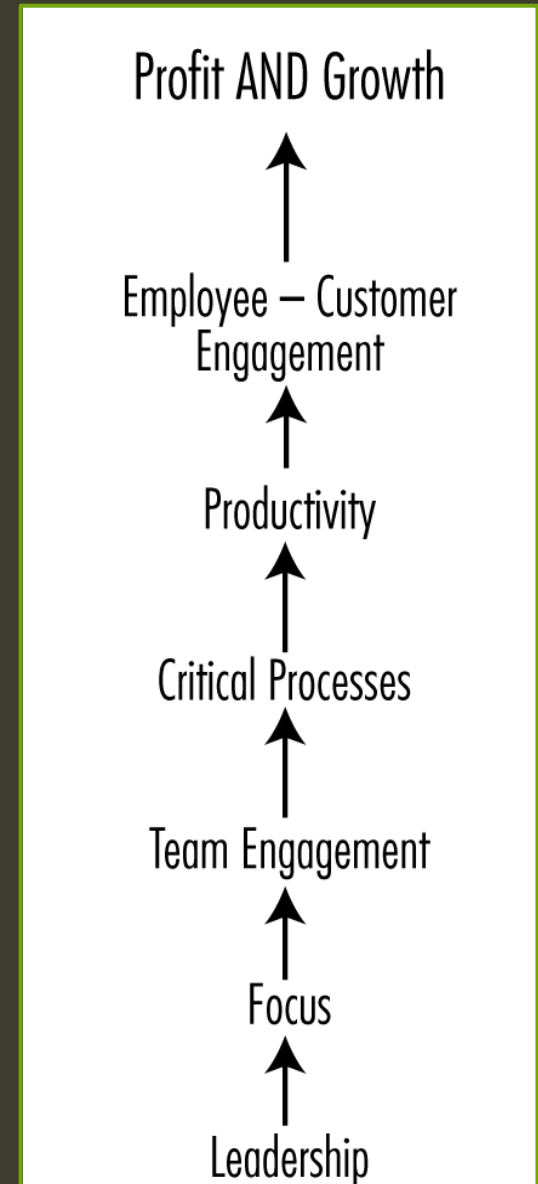 Profit AND Growth
Employee – Customer
Engagement
Productivity
Critical Processes
Team Engagement
Focus
Leadership